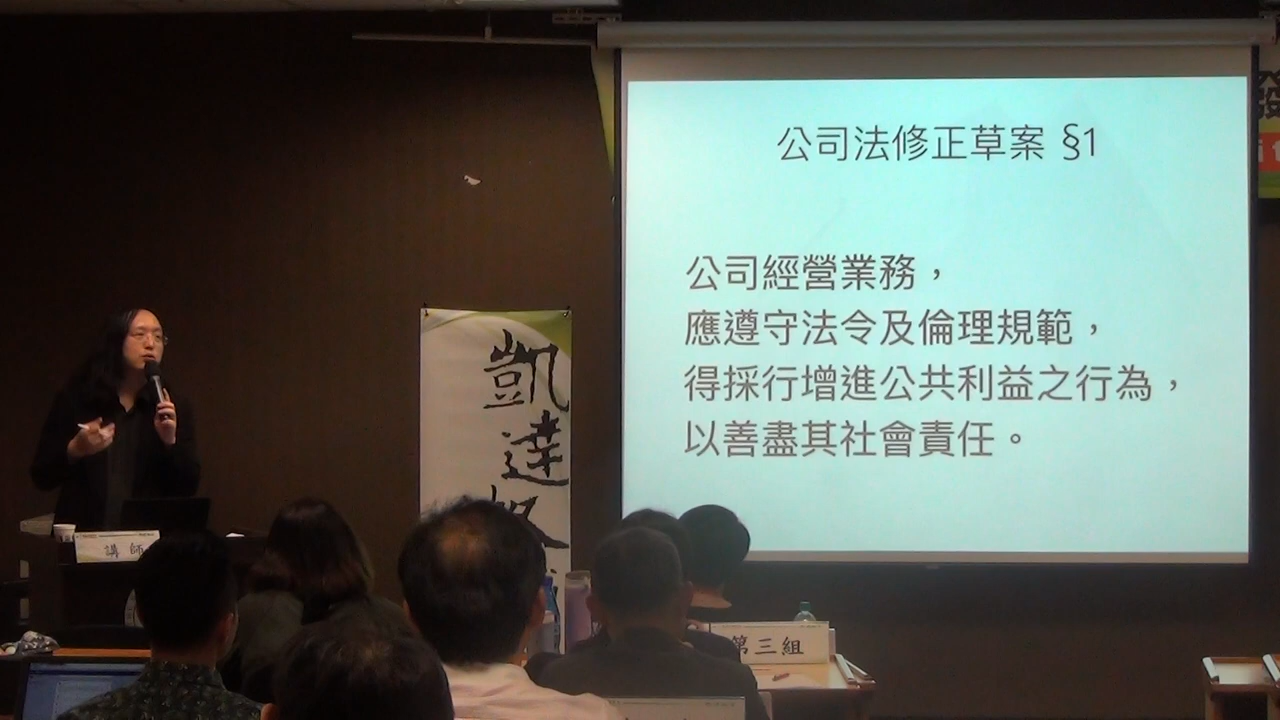 公司法修正草案 §1
公司經營業務，
應遵守法令及倫理規範，
得採行增進公共利益之行為，
以善盡其社會責任。
凱達
講師
第三組